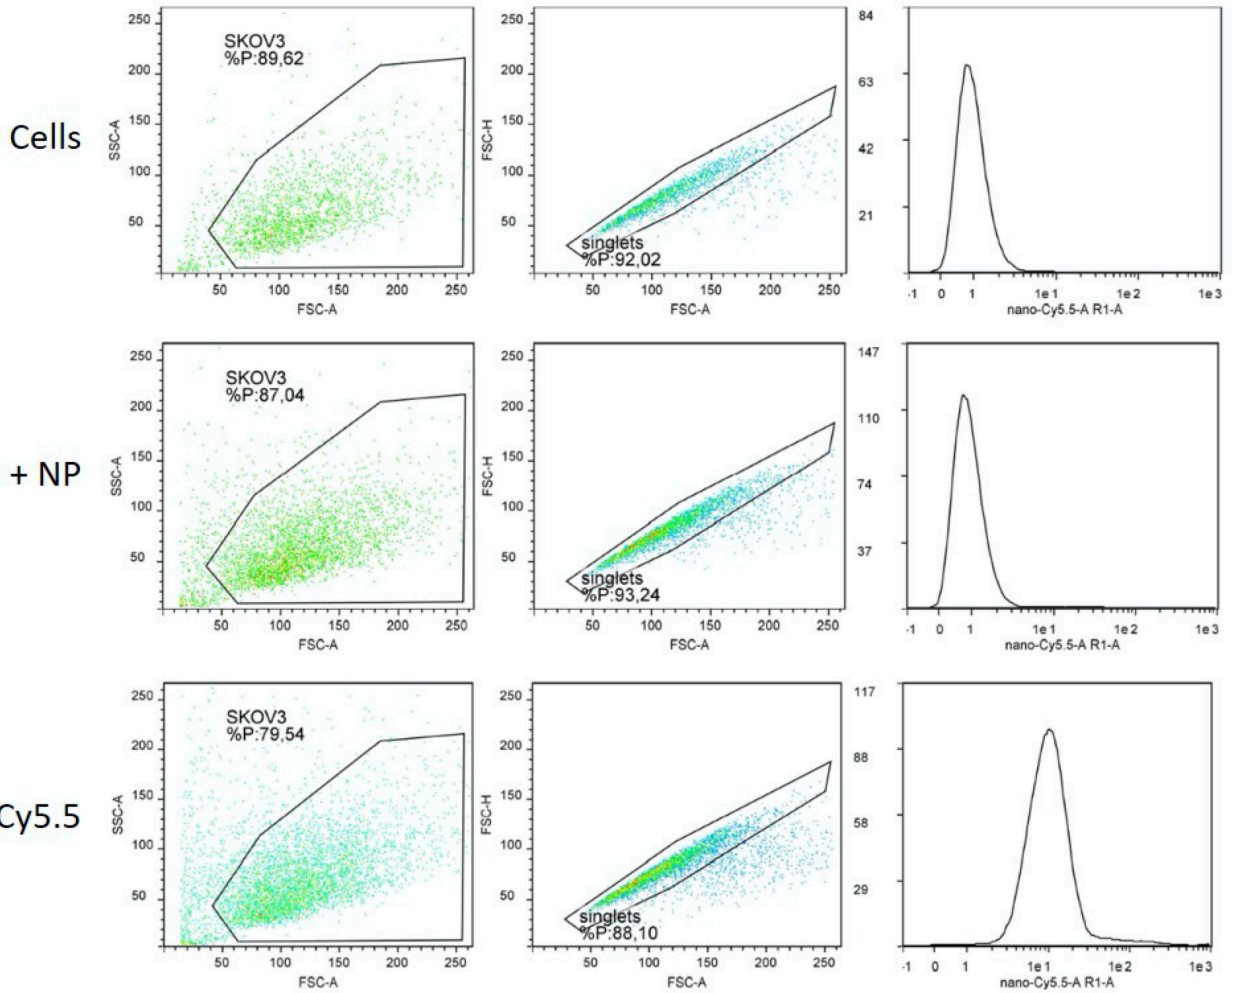 Cells
SSC-A
250
200
150
100
50
SKOV3
%P:89,62
50 100 150 200 250
FSC-A
FSC-H
250
200
150
100
50
singlets
%P:92,02
50 100 150 200 250
FSC-A
84
63
42
21
-1 0 1 1e1 1e2 1e3
nano-Cy5.5-A R1-A
+ NP
SSC-A
250
200
150
100
50
SKOV3
%P:87,04
50 100 150 200 250
FSC-A
FSC-H
250
200
150
100
50
singlets
%P:93,24
50 100 150 200 250
FSC-A
147
110
74
37
-1 0 1 1e1 1e2 1e3
nano-Cy5.5-A R1-A
Cy5.5
SSC-A
250
200
150
100
50
SKOV3
%P:79,54
50 100 150 200 250
FSC-A
FSC-H
250
200
150
100
50
singlets
%P:88,10
50 100 150 200 250
FSC-A
117
88
58
29
-1 0 1 1e1 1e2 1e3
nano-Cy5.5-A R1-A